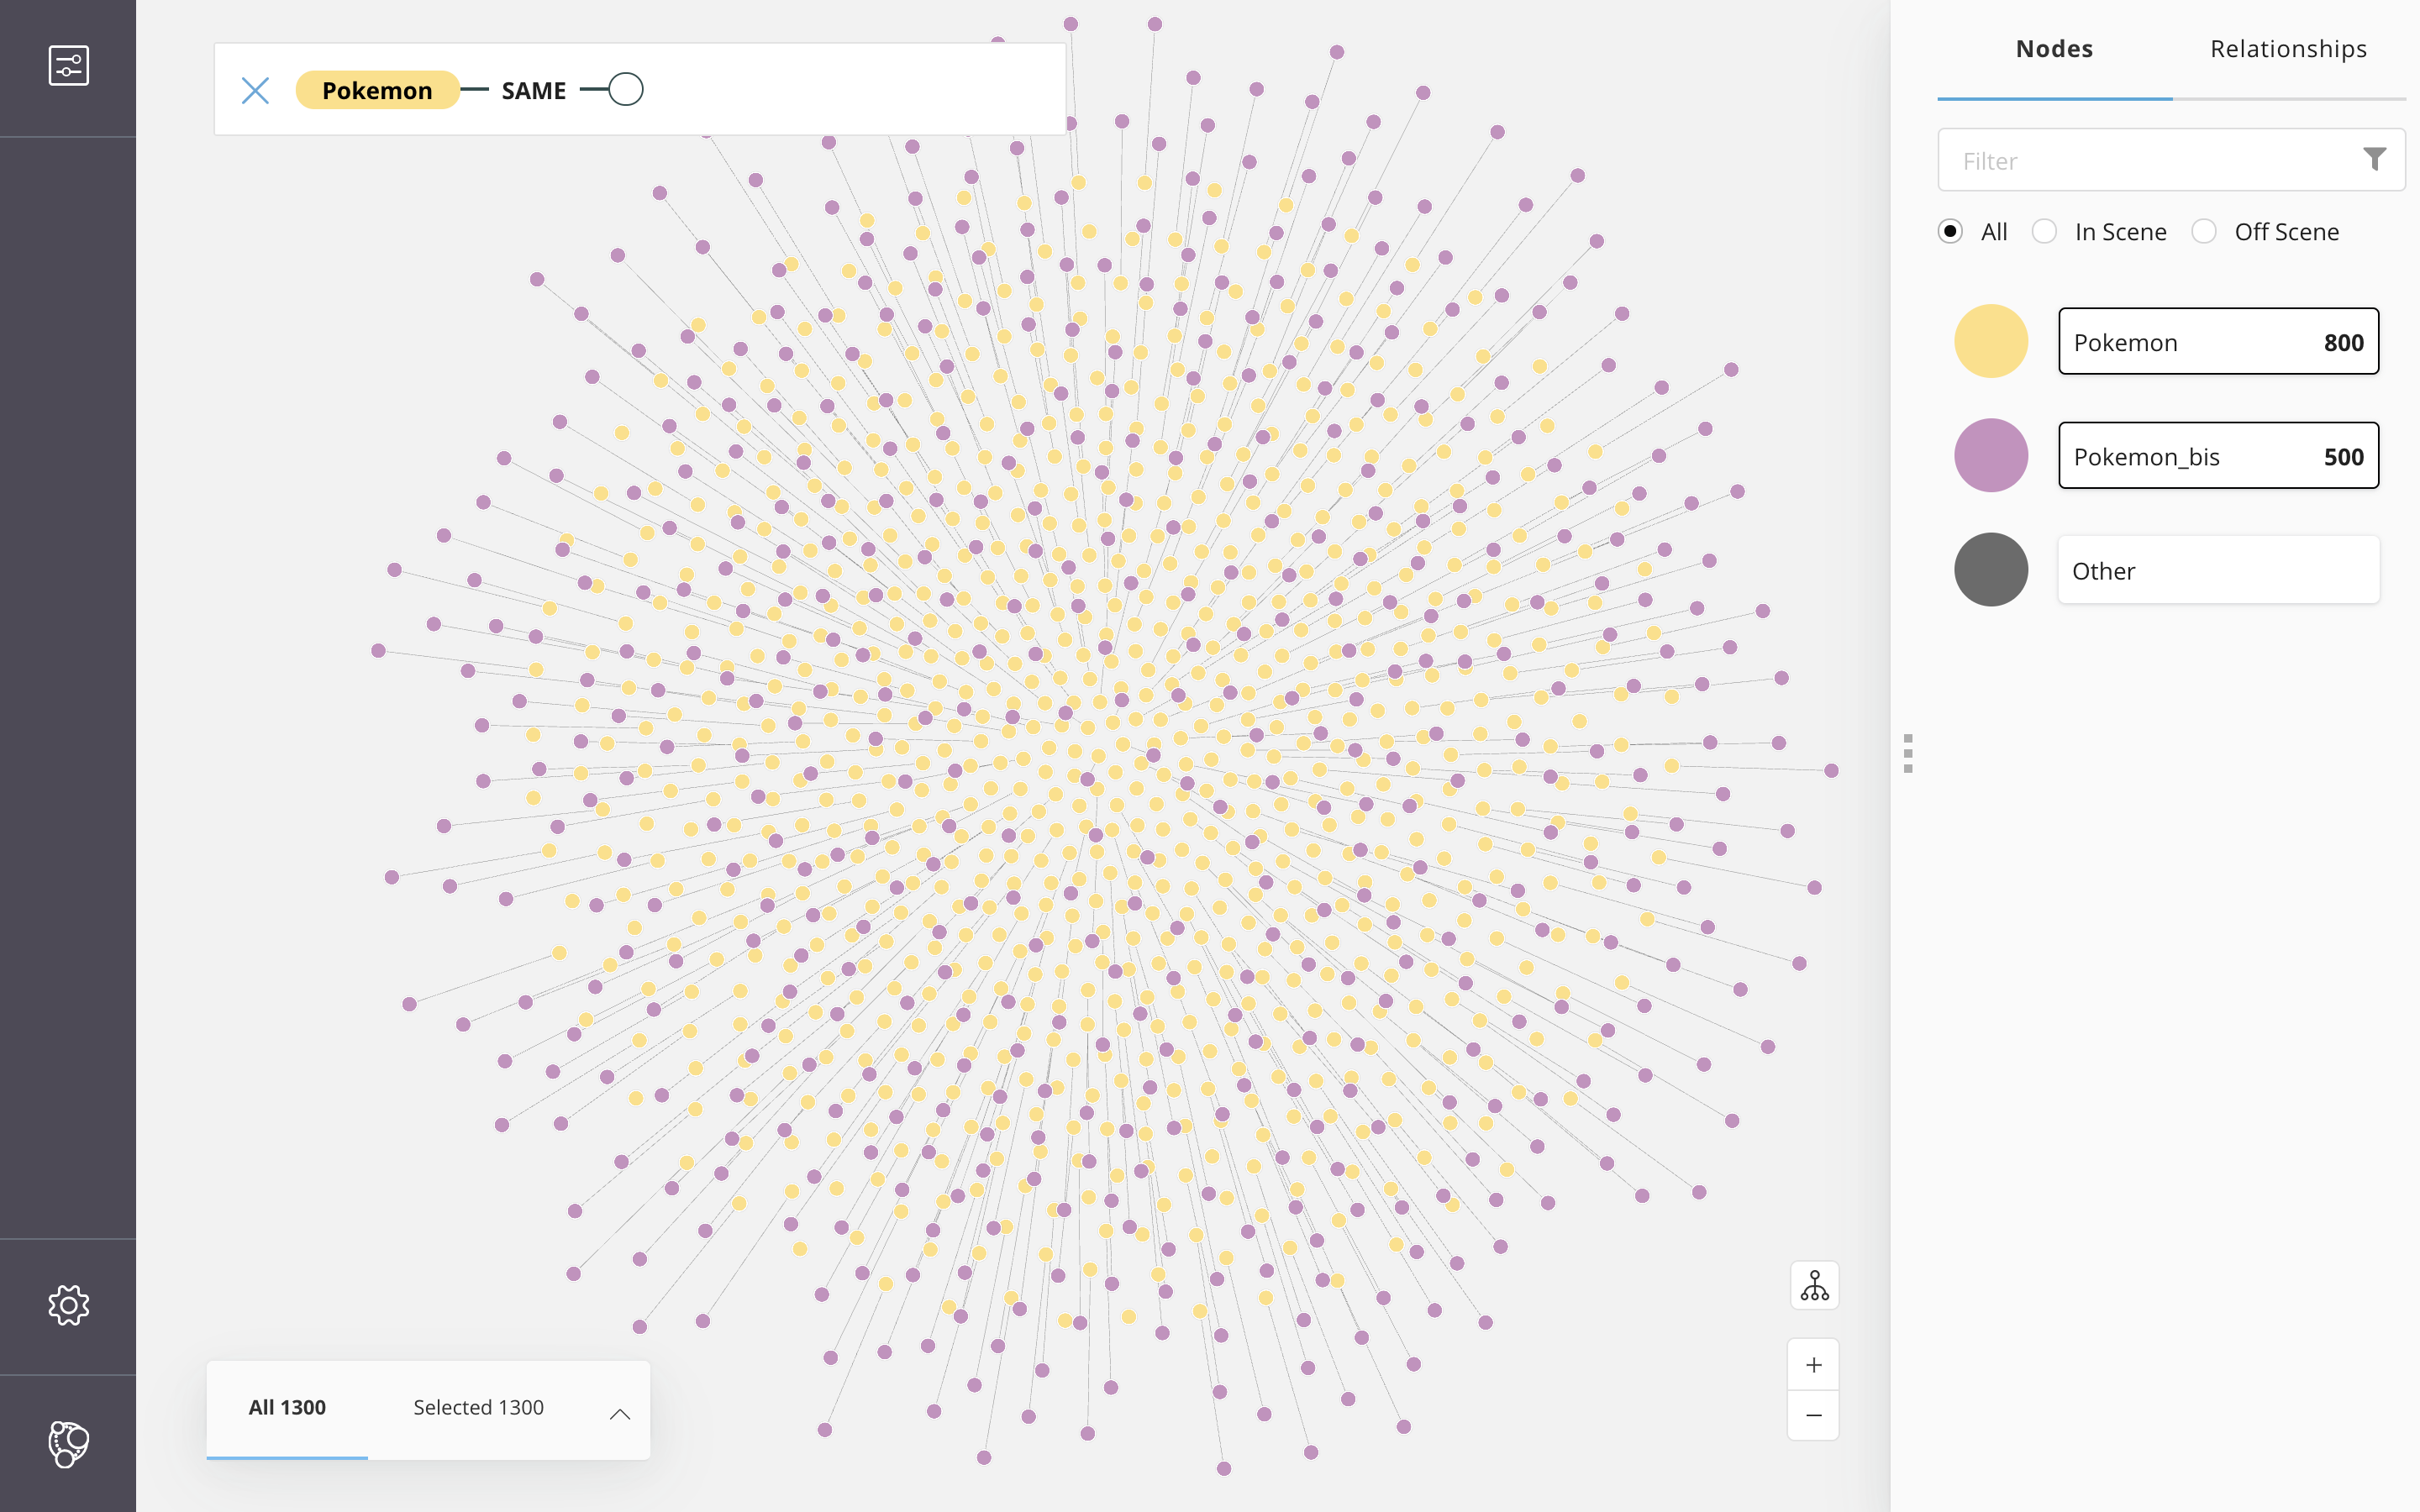 Pokemon SAME
Nodes Relationships
Filter
All In Scene Off Scene
Pokemon 800
Pokemon_bis 500
Other
All 1300 Selected 1300